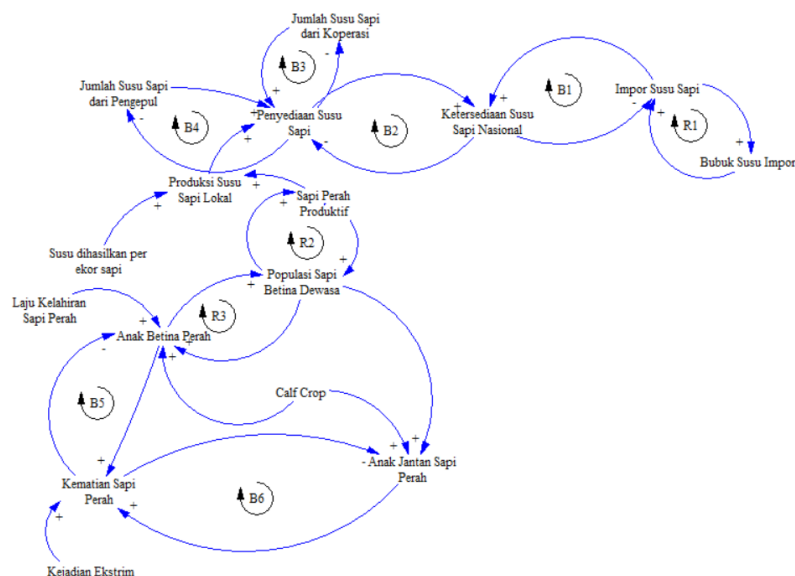 Jumlah Susu Sapi
dari Koperasi
B3
Jumlah Susu Sapi
dari Pengepul
B4
Penyediaan Susu
Sapi
B2
Ketersediaan Susu
Sapi Nasional
B1
Impor Susu Sapi
R1
Bubuk Susu Impor
Produksi Susu
Sapi Lokal
Sapi Perah
Produktif
R2
Susu dihasilkan per
ekor sapi
Populasi Sapi
Betina Dewasa
Laju Kelahiran
Sapi Perah
R3
Anak Betina Perah
B5
Calf Crop
Anak Jantan Sapi
Perah
Kematian Sapi
Perah
B6
Kejadian Ekstrim